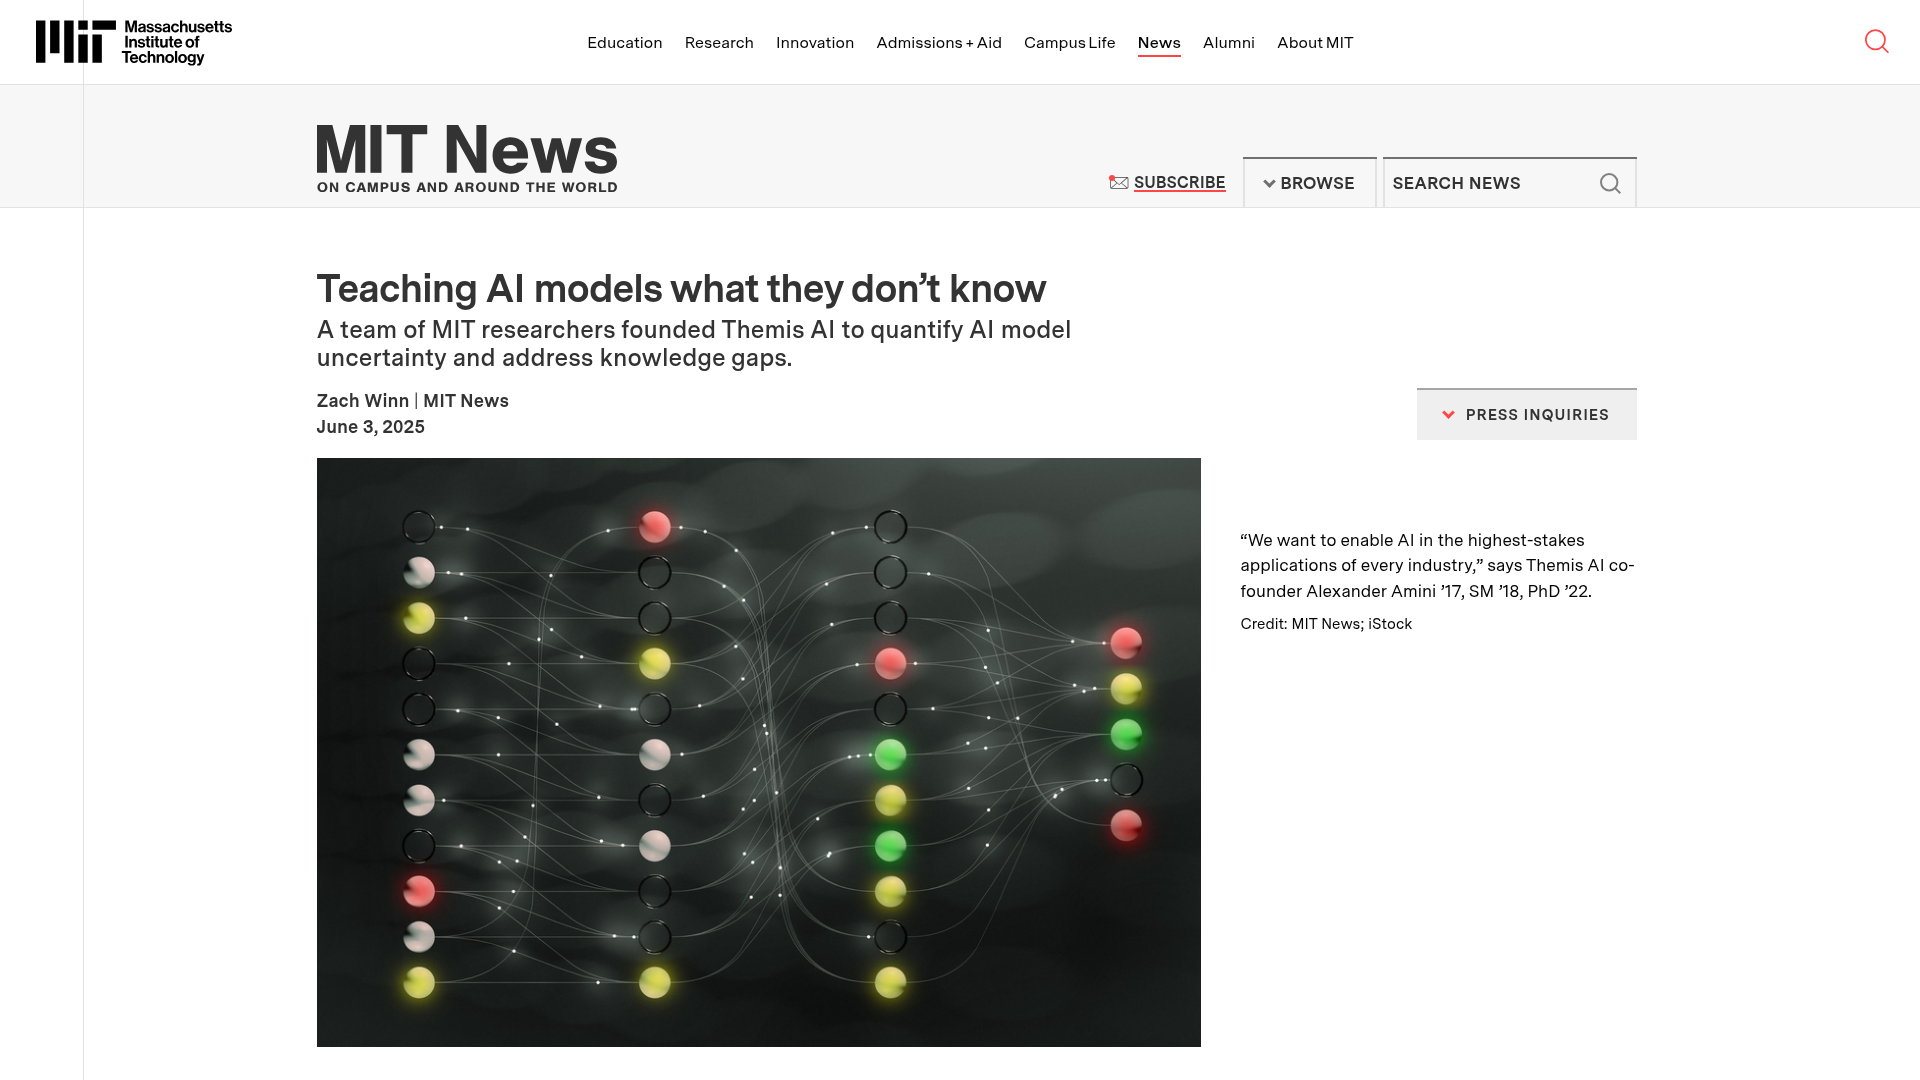 Massachusetts
Institute of
Technology
Education Research Innovation Admissions + Aid Campus Life News Alumni About MIT
MIT News
ON CAMPUS AND AROUND THE WORLD
SUBSCRIBE
BROWSE
SEARCH NEWS
Teaching AI models what they don’t know
A team of MIT researchers founded Themis AI to quantify AI model
uncertainty and address knowledge gaps.
Zach Winn | MIT News
June 3, 2025
PRESS INQUIRIES
“We want to enable AI in the highest-stakes
applications of every industry,” says Themis AI co-
founder Alexander Amini ’17, SM ’18, PhD ’22.
Credit: MIT News; iStock